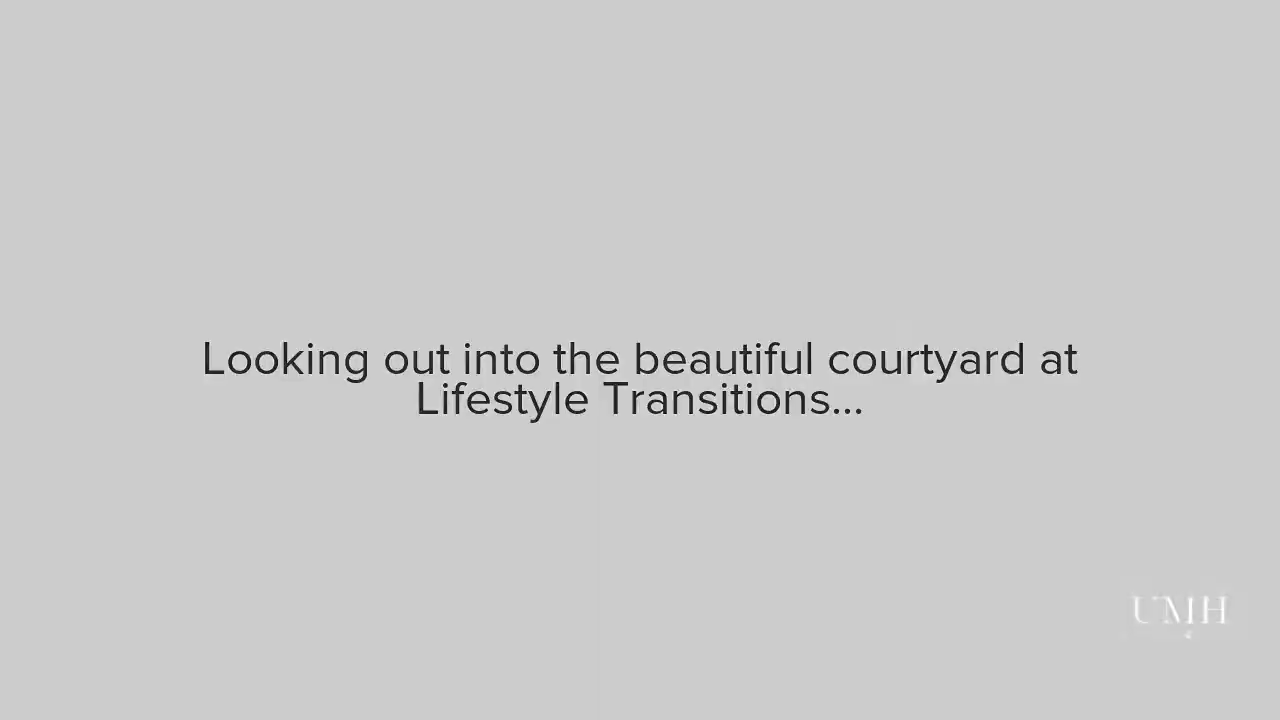 Looking out into the beautiful courtyard at
Lifestyle Transitions...
UMH